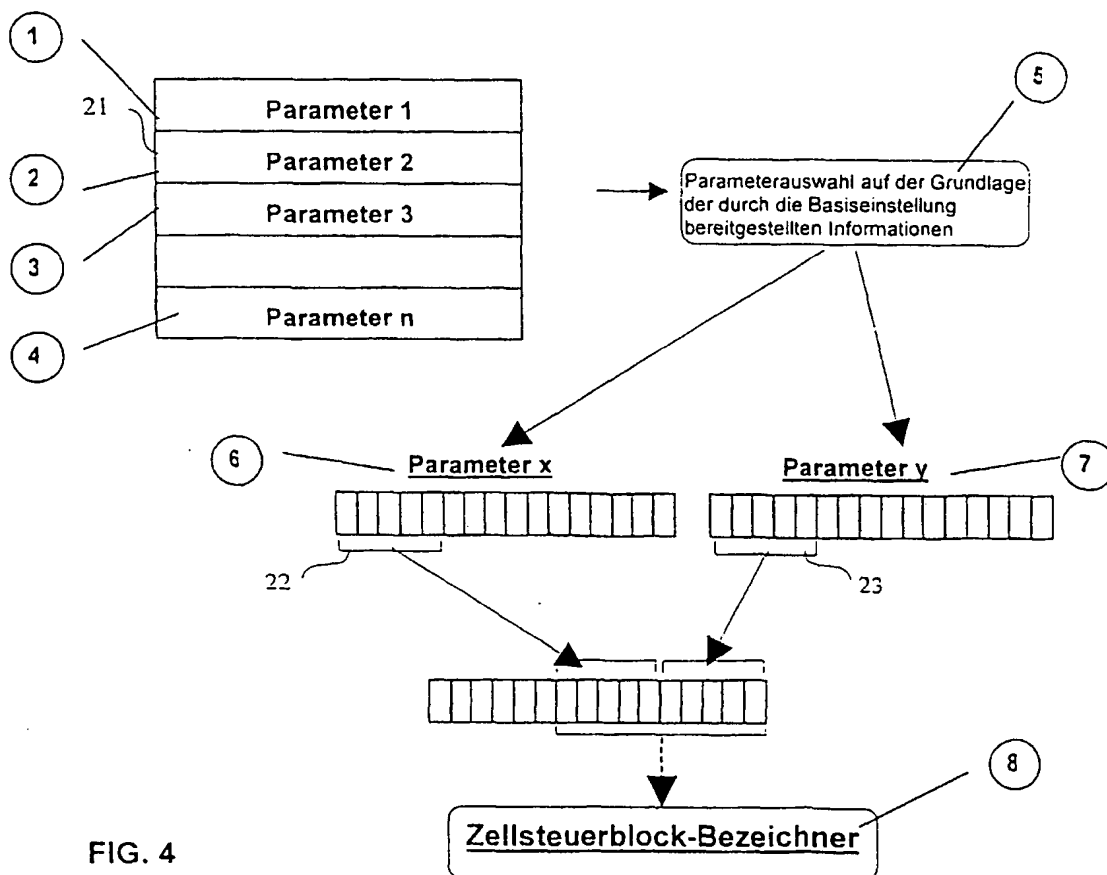 1
Parameter 1
5
21
Parameter 2
2
Parameterauswahl auf der Grundlage
der durch die Basiseinstellung
bereitgestellten Informationen
Parameter 3
3
Parameter n
4
6
Parameter x
Parameter y
7
22
23
8
Zellsteuerblock-Bezeichner
FIG. 4